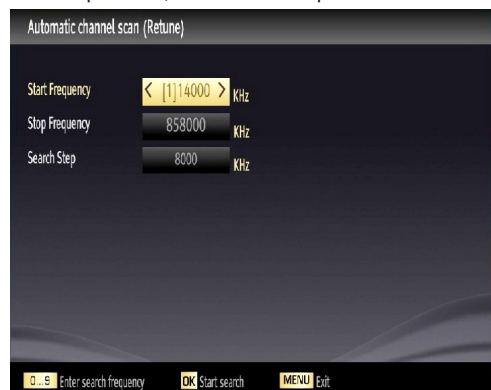 Automatic channel scan (Retune)
Start Frequency < [1]14000 > KHz
Stop Frequency 858000 KHz
Search Step 8000 KHz
0...9 Enter search frequency OK Start search MENU Exit